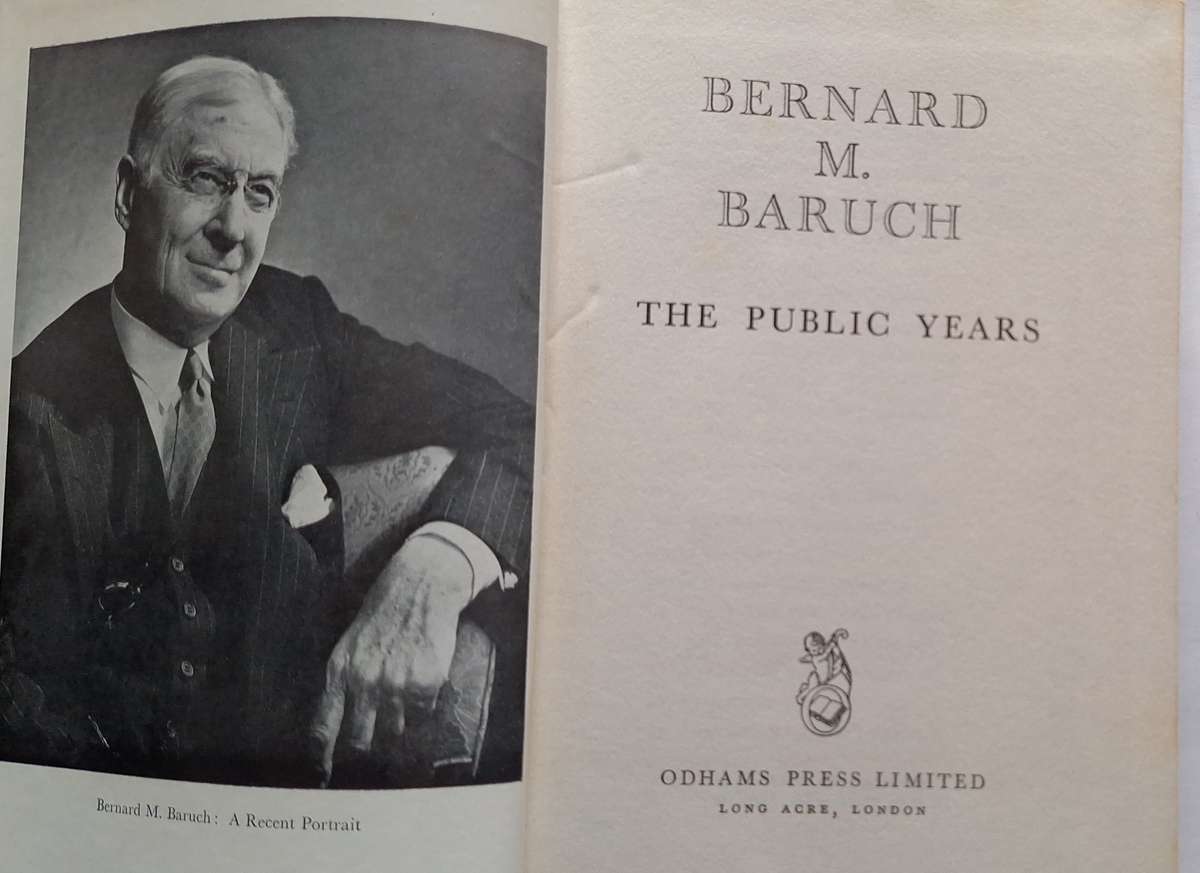 Bernard M. Baruch: A Recent Portrait
BERNARD
M.
BARUCH
THE PUBLIC YEARS
ODHAMS PRESS LIMITED
LONG ACRE, LONDON